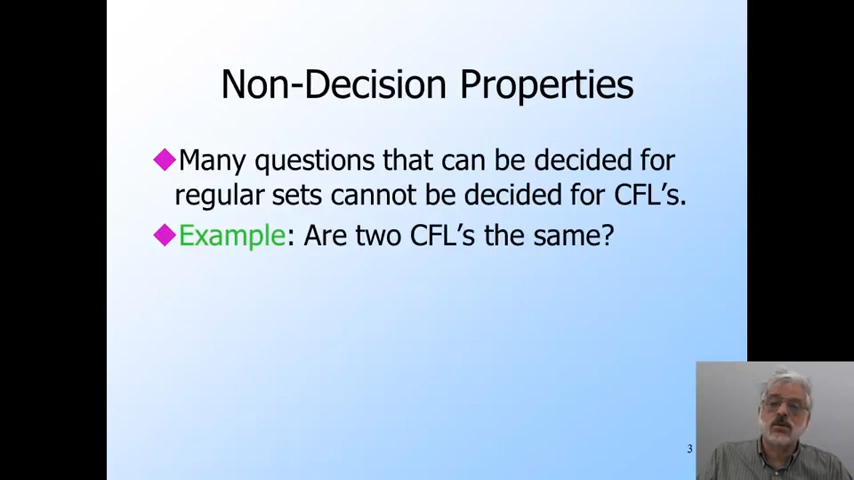 Non-Decision Properties
Many questions that can be decided for
regular sets cannot be decided for CFL's.
Example: Are two CFL's the same?
3